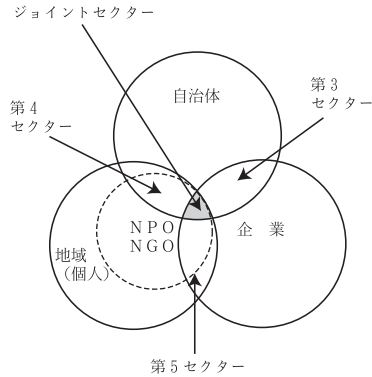 ジョイントセクター
自治体
第３
セクター
第４
セクター
ＮＰＯ
ＮＧＯ
企　業
地域
（個人）
第５セクター